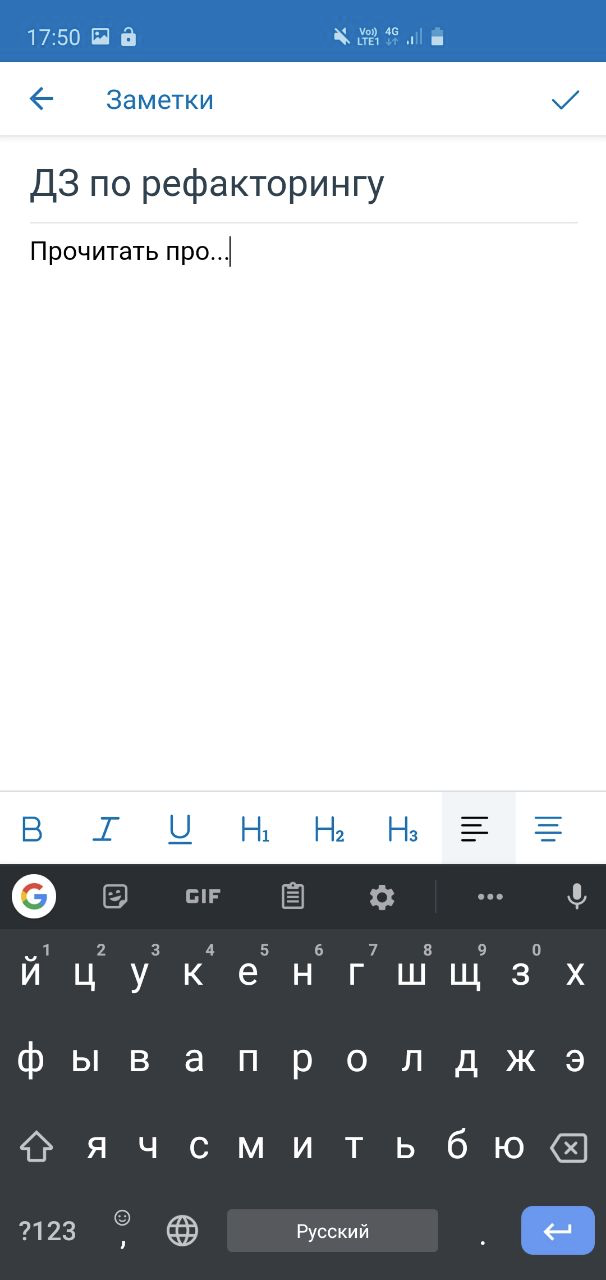 17:50 Vo)) LTE1 4G
Заметки
ДЗ по рефакторингу
Прочитать про...
B I U H1 H2 H3
G GIF
1 2 3 4 5 6 7 8 9 0
й ц у к е н г ш щ з х
ф ы в а п р о л д ж э
я ч с м и т ь б ю
?123 , Русский .